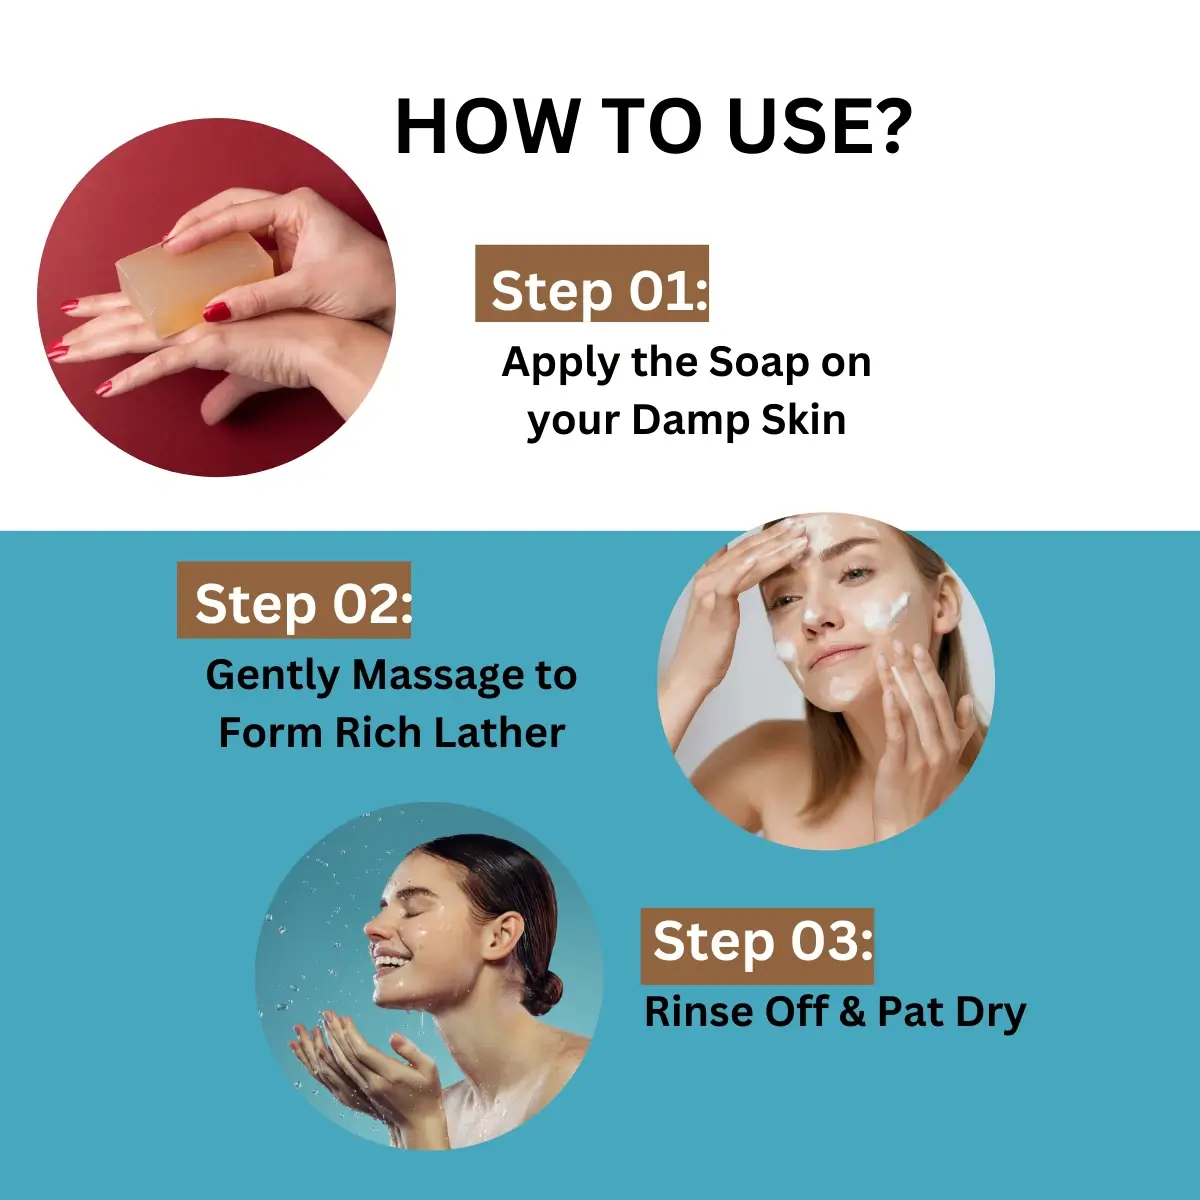 HOW TO USE?
Step 01:
Apply the Soap on
your Damp Skin
Step 02:
Gently Massage to
Form Rich Lather
Step 03:
Rinse Off & Pat Dry